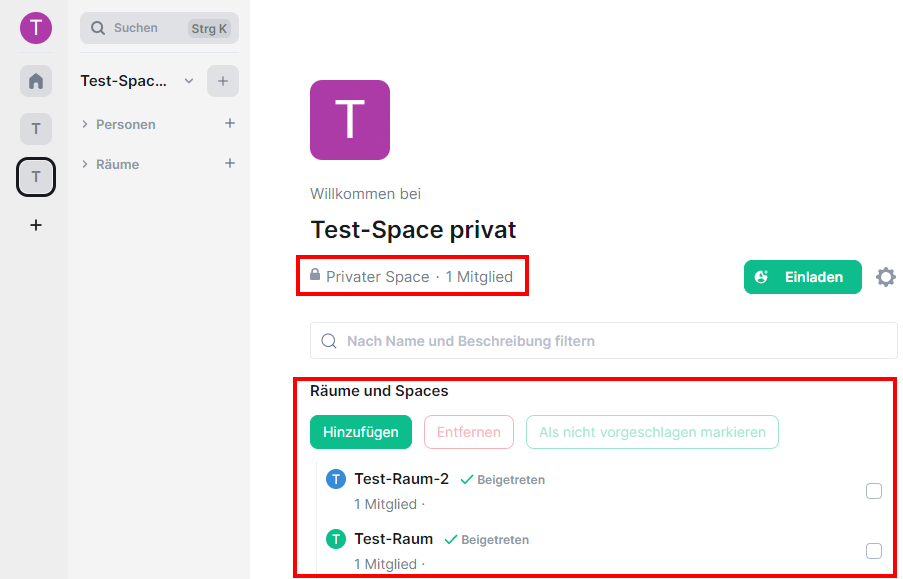 T
Suchen Strg K
Test-Spac...
Personen
T
Räume
T
T
Willkommen bei
Test-Space privat
Privater Space · 1 Mitglied
Einladen
Nach Name und Beschreibung filtern
Räume und Spaces
Hinzufügen Entfernen Als nicht vorgeschlagen markieren
T Test-Raum-2 Beigetreten
1 Mitglied ·
T Test-Raum Beigetreten
1 Mitglied ·